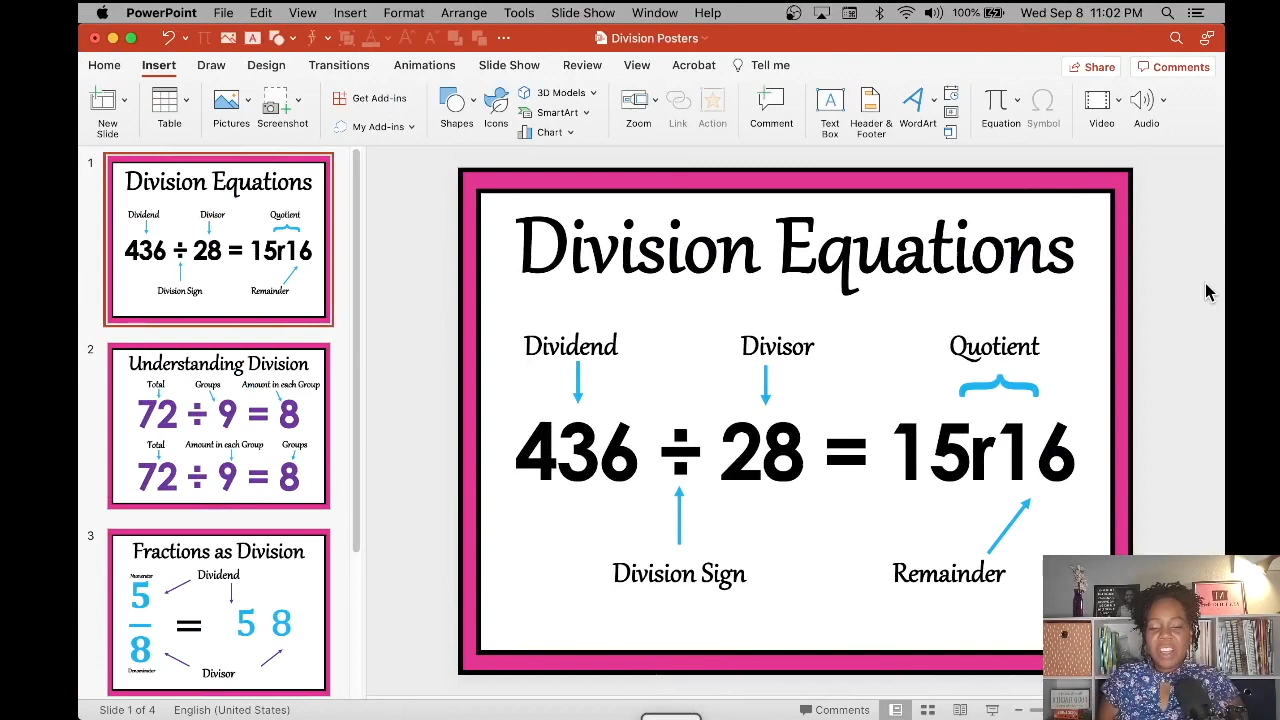 PowerPoint File Edit View Insert Format Arrange Tools Slide Show Window Help 100% Wed Sep 8 11:02 PM
Division Posters
Home Insert Draw Design Transitions Animations Slide Show Review View Acrobat Tell me Share Comments
New Slide
Table
Pictures
Screenshot
Get Add-ins
My Add-ins
Shapes
Icons
3D Models
SmartArt
Chart
Zoom
Link
Action
Comment
Text Box
Header & Footer
WordArt
Equation
Symbol
Video
Audio
1
Division Equations
Dividend Divisor Quotient
436 ÷ 28 = 15r16
Division Sign Remainder
2
Understanding Division
Total Groups Amount in each Group
72 ÷ 9 = 8
Total Amount in each Group Groups
72 ÷ 9 = 8
3
Fractions as Division
Numerator Dividend
5
8 = 5 8
Denominator Divisor
Division Equations
Dividend Divisor Quotient
436 ÷ 28 = 15r16
Division Sign Remainder
Slide 1 of 4 English (United States) Comments